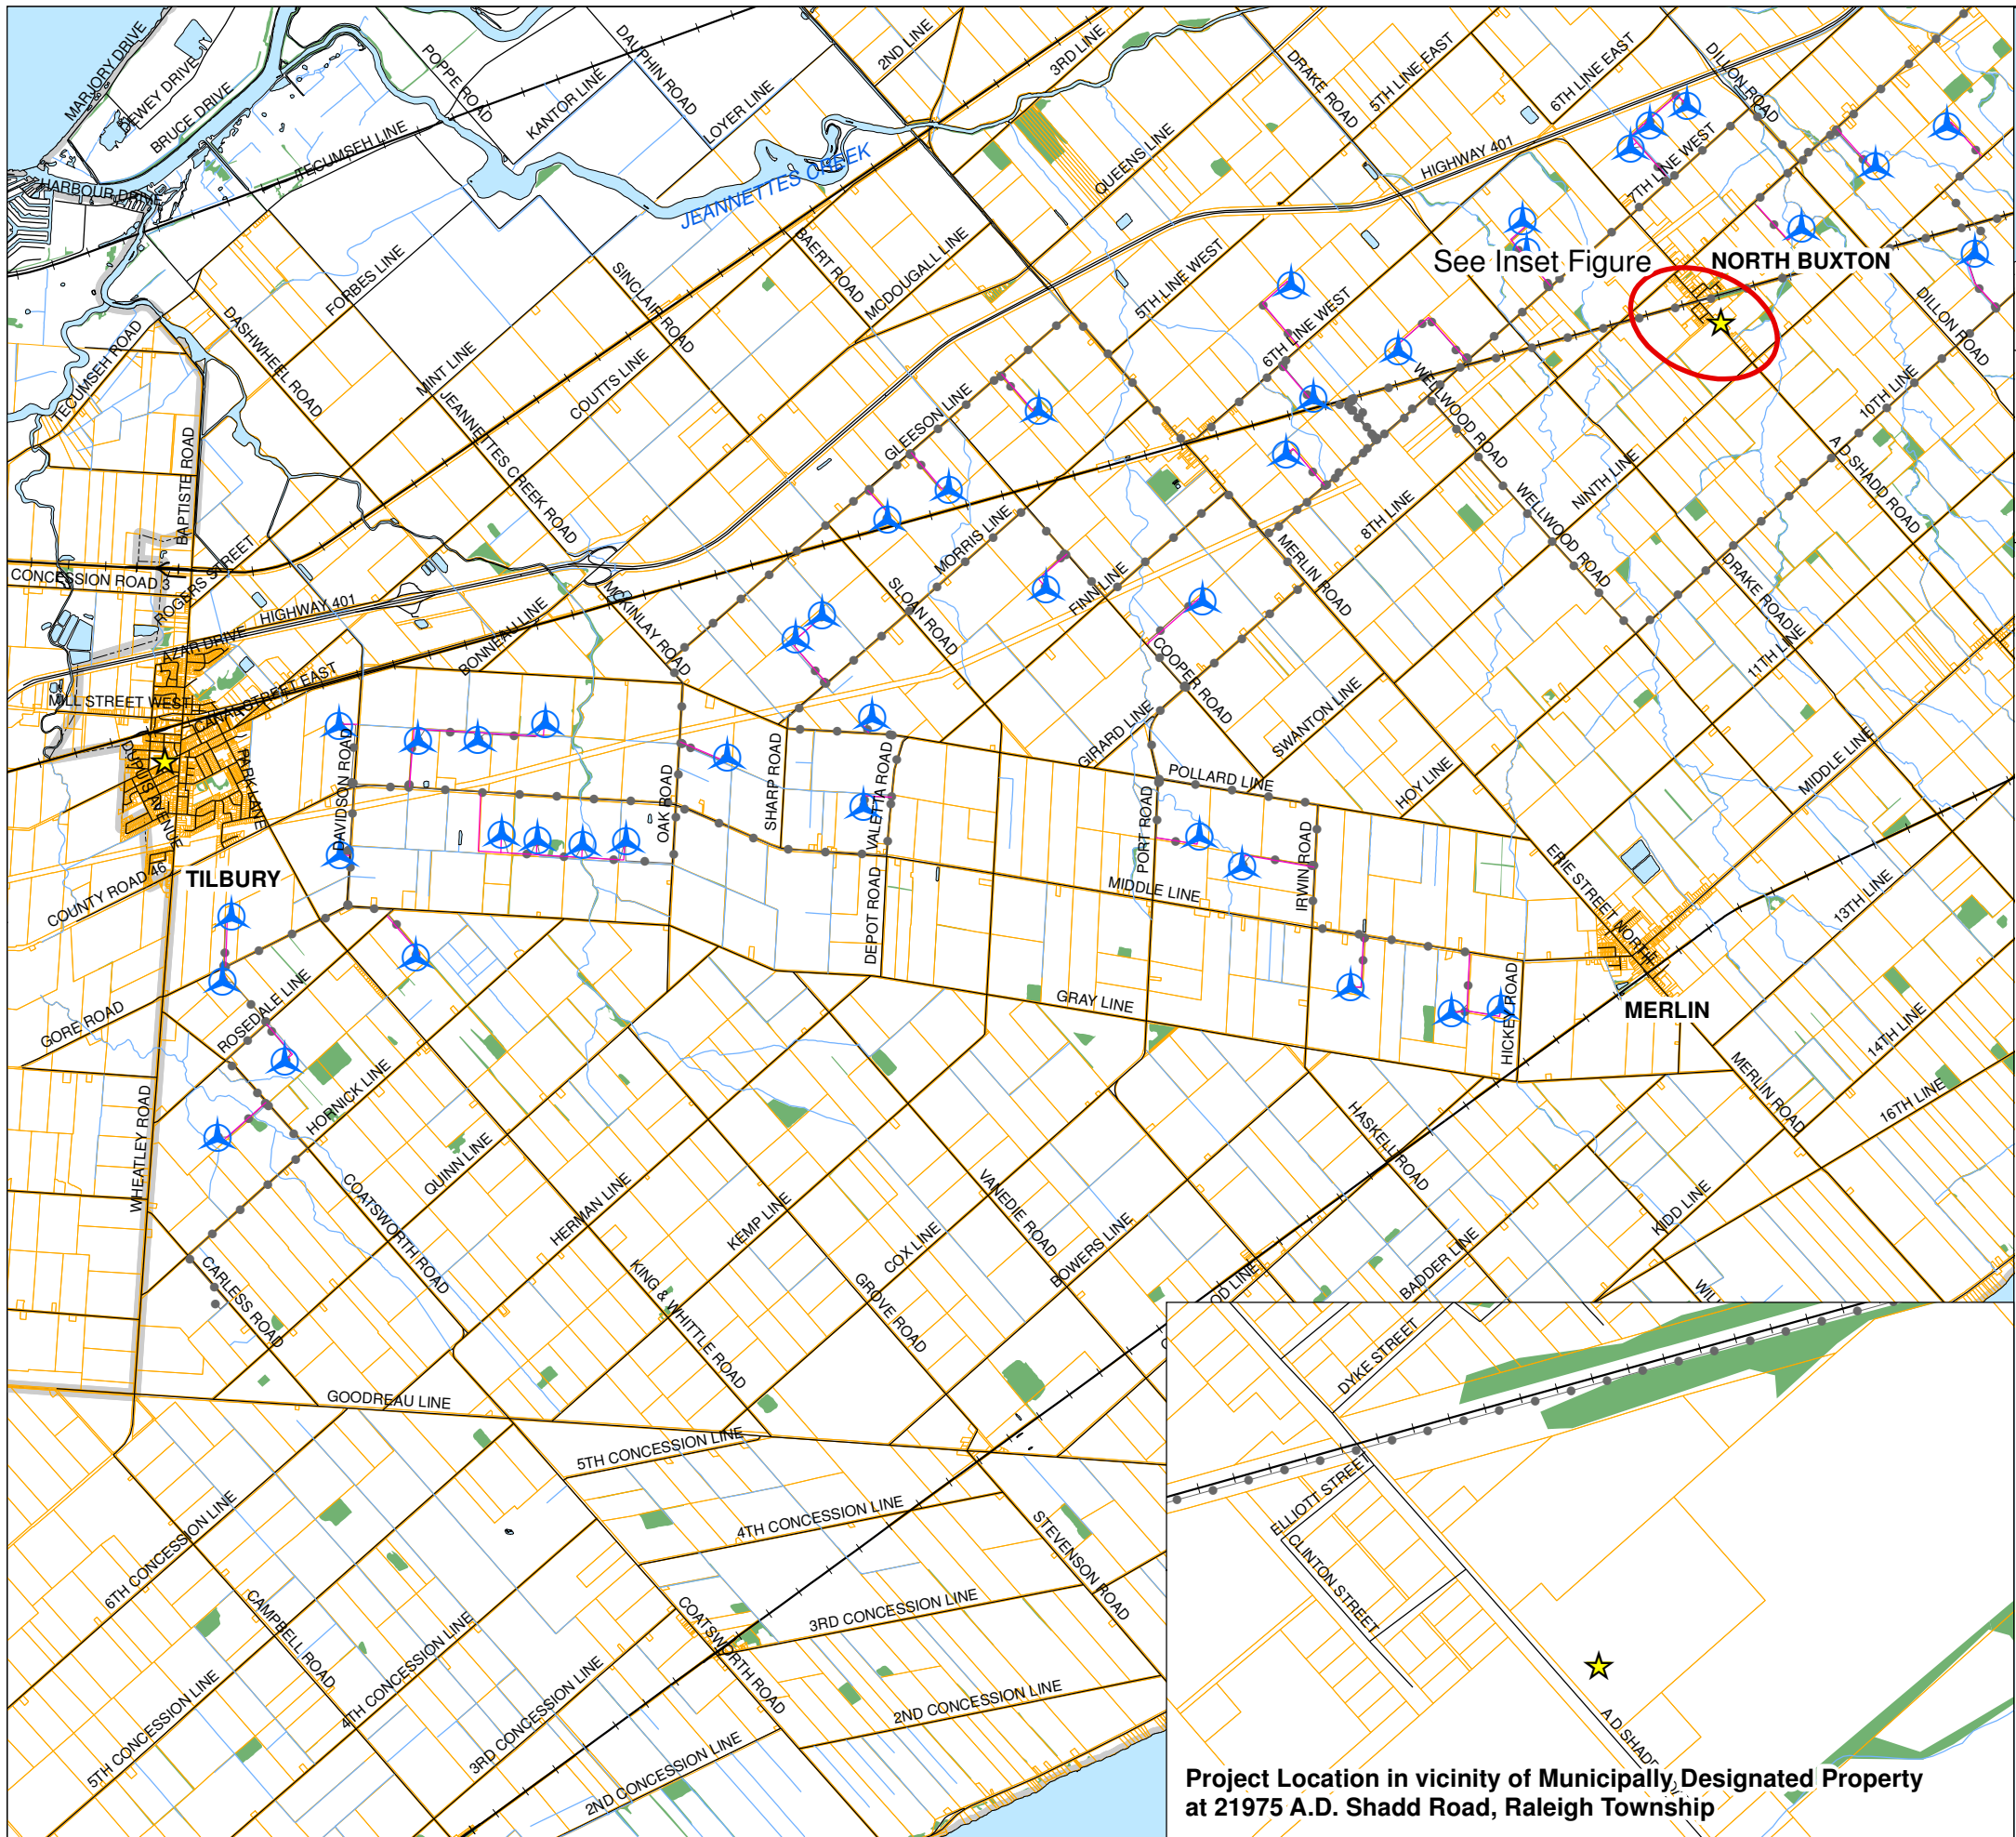 MARJORY DRIVE
DEWEY DRIVE
BRUCE DRIVE
HARBOUR DRIVE
POPPE ROAD
KANTOR LINE
DAUPHIN ROAD
LOYER LINE
TECUMSEH LINE
2ND LINE
3RD LINE
JEANNETTES CREEK
QUEENS LINE
DRAKE ROAD
5TH LINE EAST
6TH LINE EAST
DILLON ROAD
HIGHWAY 401
7TH LINE WEST
See Inset Figure
NORTH BUXTON
DILLON ROAD
BAERT ROAD
MCDOUGALL LINE
5TH LINE WEST
6TH LINE WEST
FORBES LINE
SINCLAIR ROAD
DASHWHEEL ROAD
MINT LINE
COUTTS LINE
JEANNETTES CREEK ROAD
TECUMSEH ROAD
BAPTISTE ROAD
GLEESON LINE
WELLWOOD ROAD
WELLWOOD ROAD
NINTH LINE
10TH LINE
A D SHADD ROAD
8TH LINE
MERLIN ROAD
DRAKE ROAD
11TH LINE
CONCESSION ROAD 3
ROGERS STREET
HIGHWAY 401
AZAR DRIVE
MILL STREET WEST
CANAL STREET EAST
BONNEAU LINE
MCKINLAY ROAD
MORRIS LINE
SLOAN ROAD
FINN LINE
COOPER ROAD
GIRARD LINE
SWANTON LINE
HOY LINE
POLLARD LINE
MIDDLE LINE
DUPUIS AVENUE
PARK LANE
DAVIDSON ROAD
OAK ROAD
SHARP ROAD
VALETTA ROAD
DEPOT ROAD
PORT ROAD
IRWIN ROAD
MIDDLE LINE
ERIE STREET NORTH
13TH LINE
COUNTY ROAD 46
TILBURY
GORE ROAD
ROSEDALE LINE
GRAY LINE
HICKEY ROAD
MERLIN
14TH LINE
MERLIN ROAD
16TH LINE
WHEATLEY ROAD
HORNICK LINE
QUINN LINE
COATSWORTH ROAD
HERMAN LINE
KEMP LINE
COX LINE
VANEDIE ROAD
BOWERS LINE
HASKELL ROAD
BADDER LINE
KIDD LINE
CARLESS ROAD
KING & WHITTLE ROAD
GROVE ROAD
OD LINE
WIL
GOODREAU LINE
5TH CONCESSION LINE
4TH CONCESSION LINE
STEVENSON ROAD
3RD CONCESSION LINE
2ND CONCESSION LINE
6TH CONCESSION LINE
CAMPBELL ROAD
5TH CONCESSION LINE
4TH CONCESSION LINE
3RD CONCESSION LINE
COATSWORTH ROAD
2ND CONCESSION LINE
DYKE STREET
ELLIOTT STREET
CLINTON STREET
A D SHADD
Project Location in vicinity of Municipally Designated Property
at 21975 A.D. Shadd Road, Raleigh Township